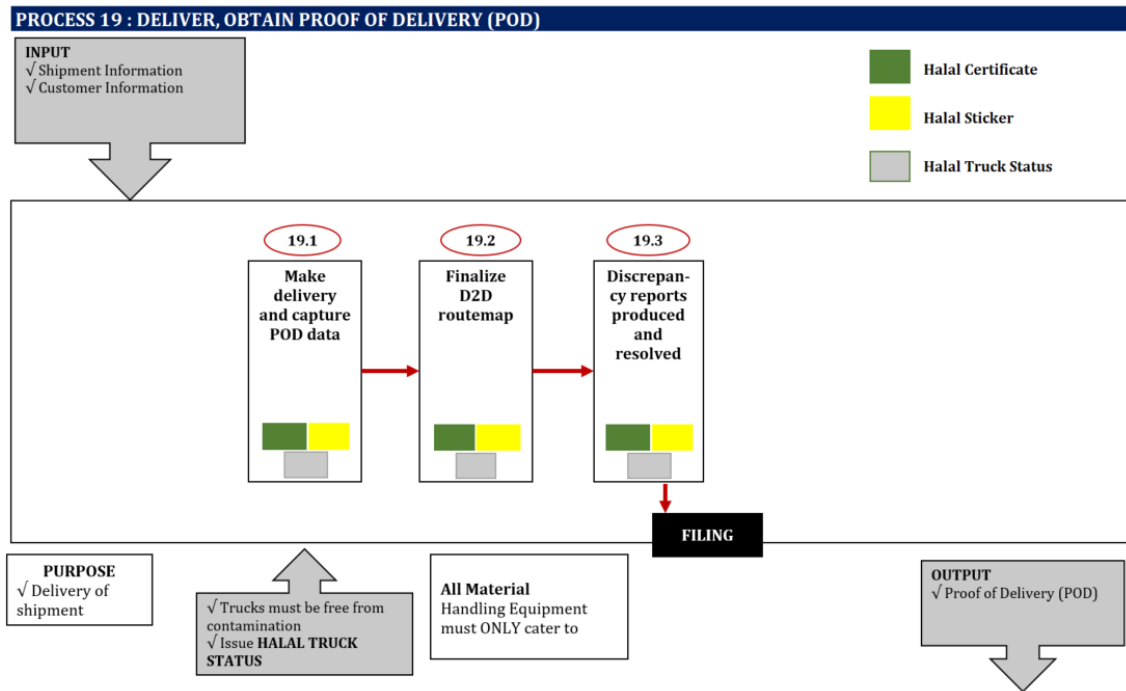 PROCESS 19 : DELIVER, OBTAIN PROOF OF DELIVERY (POD)
INPUT
√ Shipment Information
√ Customer Information
Halal Certificate
Halal Sticker
Halal Truck Status
19.1
Make
delivery
and capture
POD data
19.2
Finalize
D2D
routemap
19.3
Discrepan-
cy reports
produced
and
resolved
FILING
PURPOSE
√ Delivery of
shipment
√ Trucks must be free from
contamination
√ Issue HALAL TRUCK
STATUS
All Material
Handling Equipment
must ONLY cater to
OUTPUT
√ Proof of Delivery (POD)